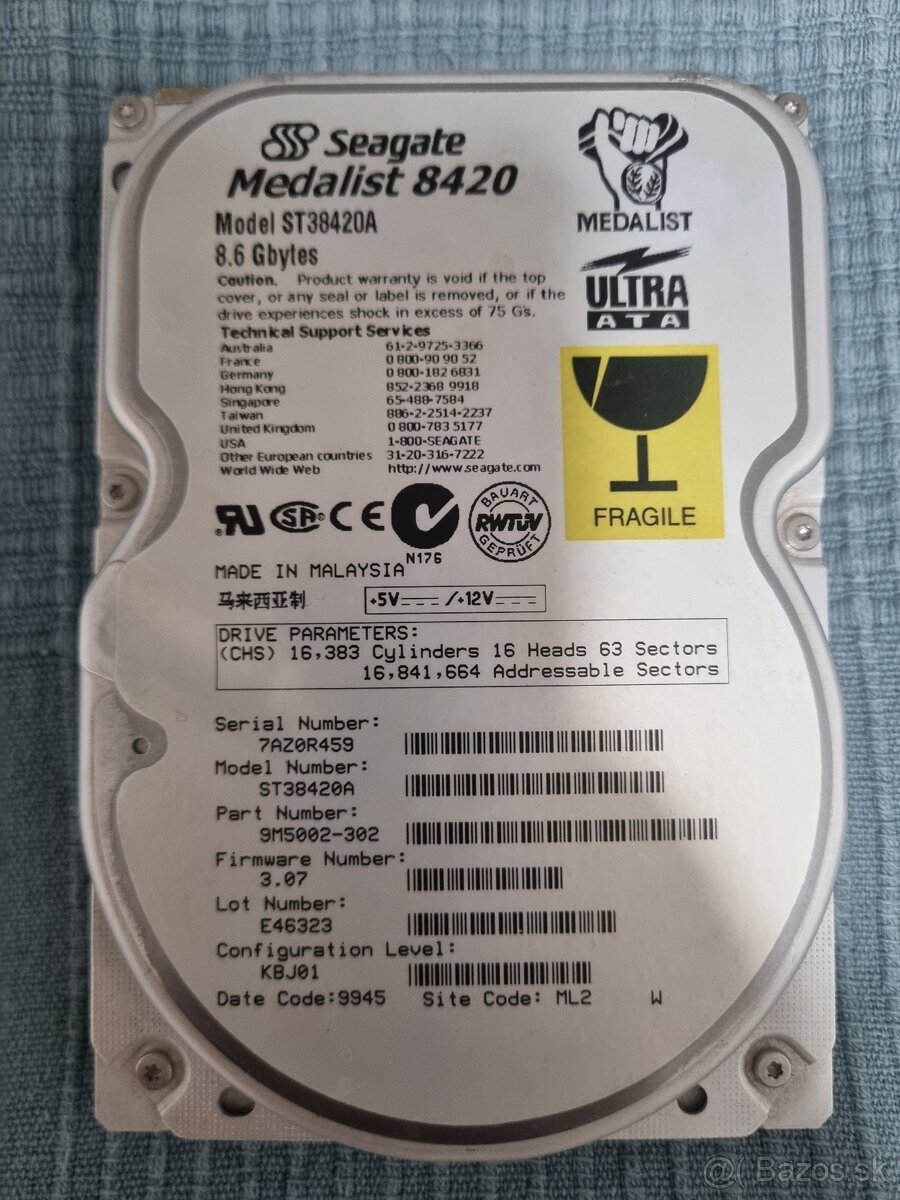 Seagate
Medalist 8420
MEDALIST
Model ST38420A
8.6 Gbytes
ULTRA
ATA
Caution. Product warranty is void if the top
cover, or any seal or label is removed, or if the
drive experiences shock in excess of 75 Gs.
Technical Support Services
Australia 61-2-9725-3366
France 0 800-90 90 52
Germany 0 800-182 6831
Hong Kong 852-2368 9918
Singapore 65-488-7584
Taiwan 886-2-2514-2237
United Kingdom 0 800-783 5177
USA 1-800-SEAGATE
Other European countries 31-20-316-7222
World Wide Web http://www.seagate.com
FRAGILE
RU SA CE
N176
BAUART
RWTÜV
GEPRÜFT
MADE IN MALAYSIA
马来西亚制
+5V /+12V
DRIVE PARAMETERS:
(CHS) 16,383 Cylinders 16 Heads 63 Sectors
16,841,664 Addressable Sectors
Serial Number:
7AZ0R459
Model Number:
ST38420A
Part Number:
9M5002-302
Firmware Number:
3.07
Lot Number:
E46323
Configuration Level:
KBJ01
Date Code:9945 Site Code: ML2 W
Bazos.sk